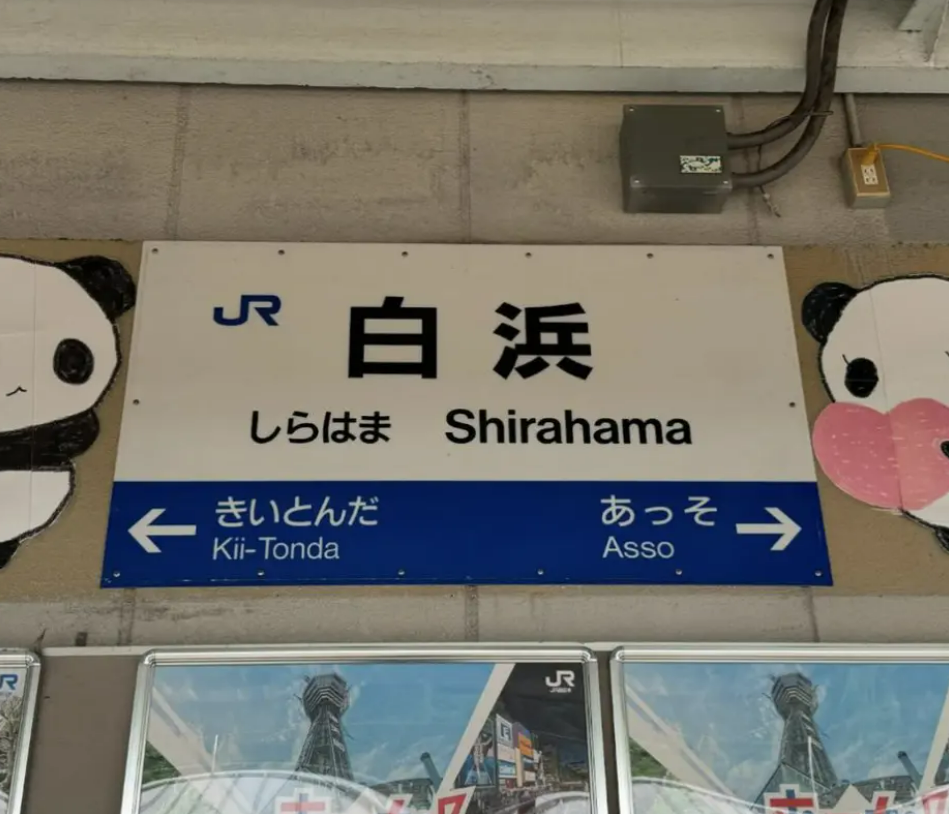 JR 白浜
しらはま Shirahama
きいとんだ あっそ
Kii-Tonda Asso
JR